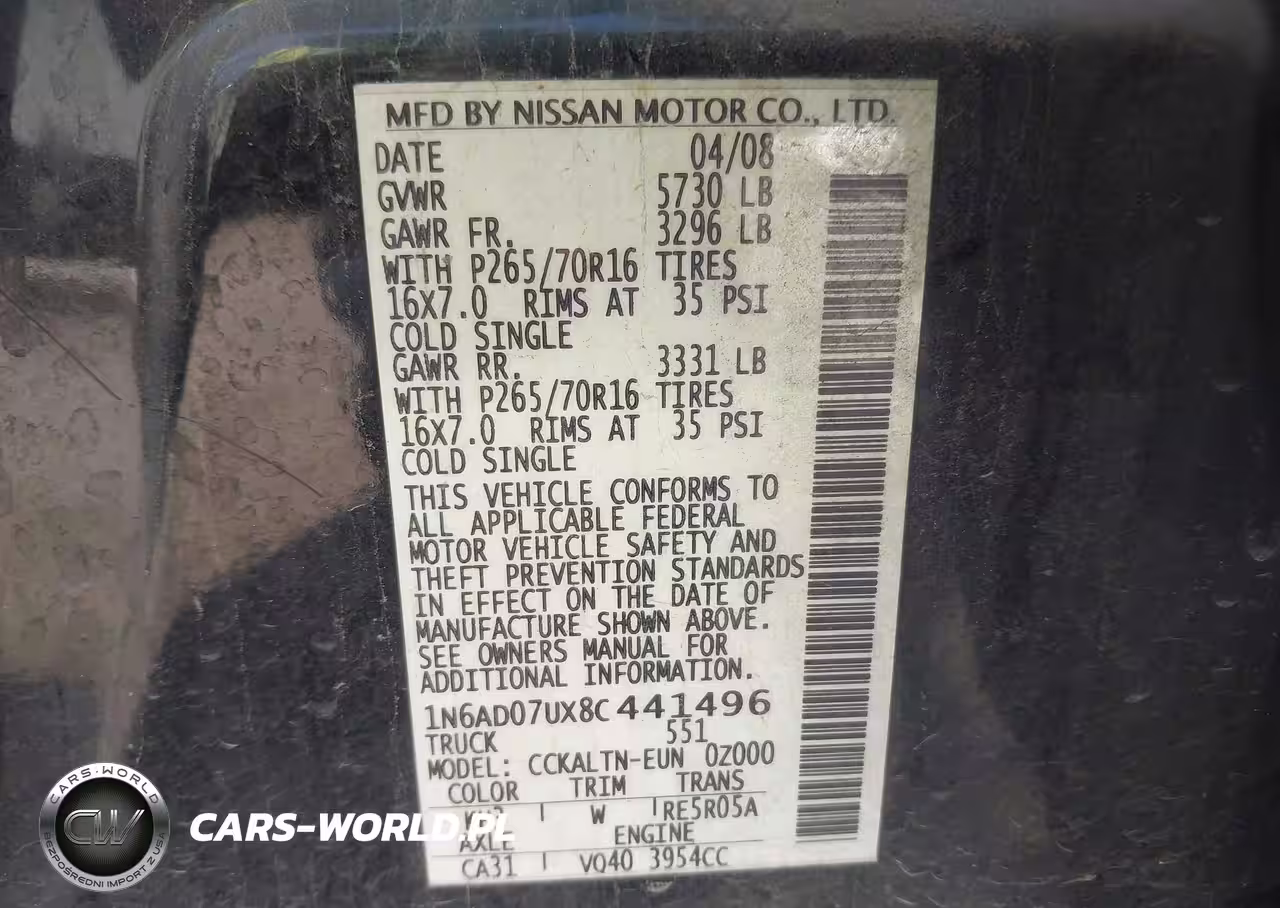 MFD BY NISSAN MOTOR CO., LTD.
DATE 04/08
GVWR 5730 LB
GAWR FR. 3296 LB
WITH P265/70R16 TIRES
16X7.0 RIMS AT 35 PSI
COLD SINGLE
GAWR RR. 3331 LB
WITH P265/70R16 TIRES
16X7.0 RIMS AT 35 PSI
COLD SINGLE
THIS VEHICLE CONFORMS TO
ALL APPLICABLE FEDERAL
MOTOR VEHICLE SAFETY AND
THEFT PREVENTION STANDARDS
IN EFFECT ON THE DATE OF
MANUFACTURE SHOWN ABOVE.
SEE OWNERS MANUAL FOR
ADDITIONAL INFORMATION.
1N6AD07UX8C441496
TRUCK 551
MODEL: CCKALTN-EUN 0Z000
COLOR TRIM TRANS
W RE5R05A
AXLE ENGINE
CA31 VQ40 3954CC
CARS-WORLD
CW
BEZPOŚREDNI IMPORT Z USA
CARS-WORLD.PL